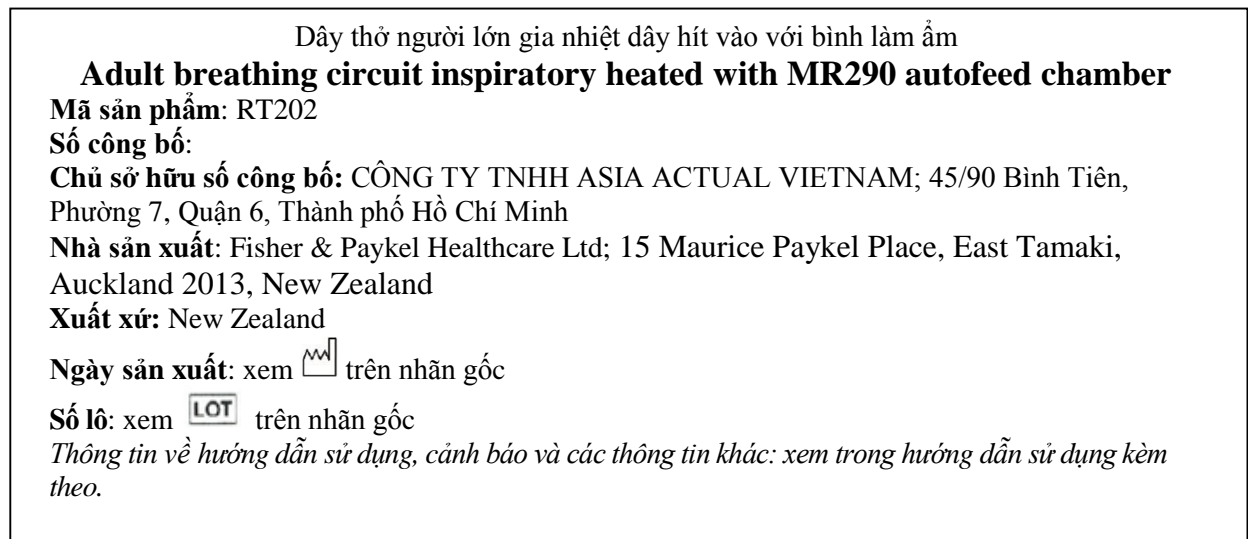 Dây thở người lớn gia nhiệt dây hít vào với bình làm ẩm
Adult breathing circuit inspiratory heated with MR290 autofeed chamber
Mã sản phẩm: RT202
Số công bố:
Chủ sở hữu số công bố: CÔNG TY TNHH ASIA ACTUAL VIETNAM; 45/90 Bình Tiên,
Phường 7, Quận 6, Thành phố Hồ Chí Minh
Nhà sản xuất: Fisher & Paykel Healthcare Ltd; 15 Maurice Paykel Place, East Tamaki,
Auckland 2013, New Zealand
Xuất xứ: New Zealand
Ngày sản xuất: xem trên nhãn gốc
Số lô: xem LOT trên nhãn gốc
Thông tin về hướng dẫn sử dụng, cảnh báo và các thông tin khác: xem trong hướng dẫn sử dụng kèm
theo.